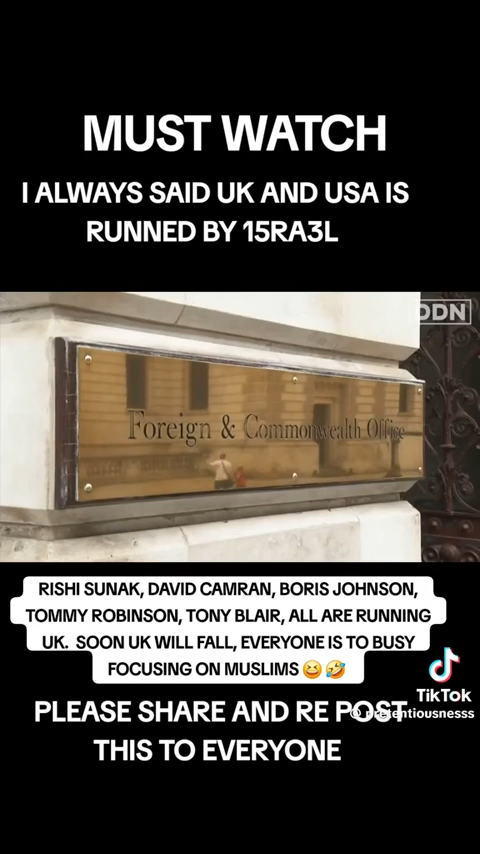 MUST WATCH
I ALWAYS SAID UK AND USA IS
RUNNED BY 15RA3L
DDN
Foreign & Commonwealth Office
RISHI SUNAK, DAVID CAMRAN, BORIS JOHNSON,
TOMMY ROBINSON, TONY BLAIR, ALL ARE RUNNING
UK. SOON UK WILL FALL, EVERYONE IS TO BUSY
FOCUSING ON MUSLIMS 😆🤣
TikTok
@pretentiousnesss
PLEASE SHARE AND RE POST
THIS TO EVERYONE